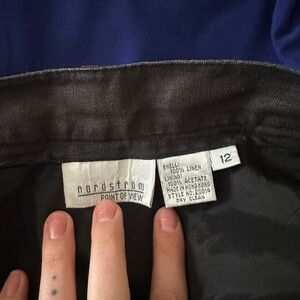 nordstrom
POINT OF VIEW
SHELL:
100% LINEN
LINING:
100% ACETATE
MADE IN HONG KONG
STYLE NO. 20016
DRY CLEAN
12